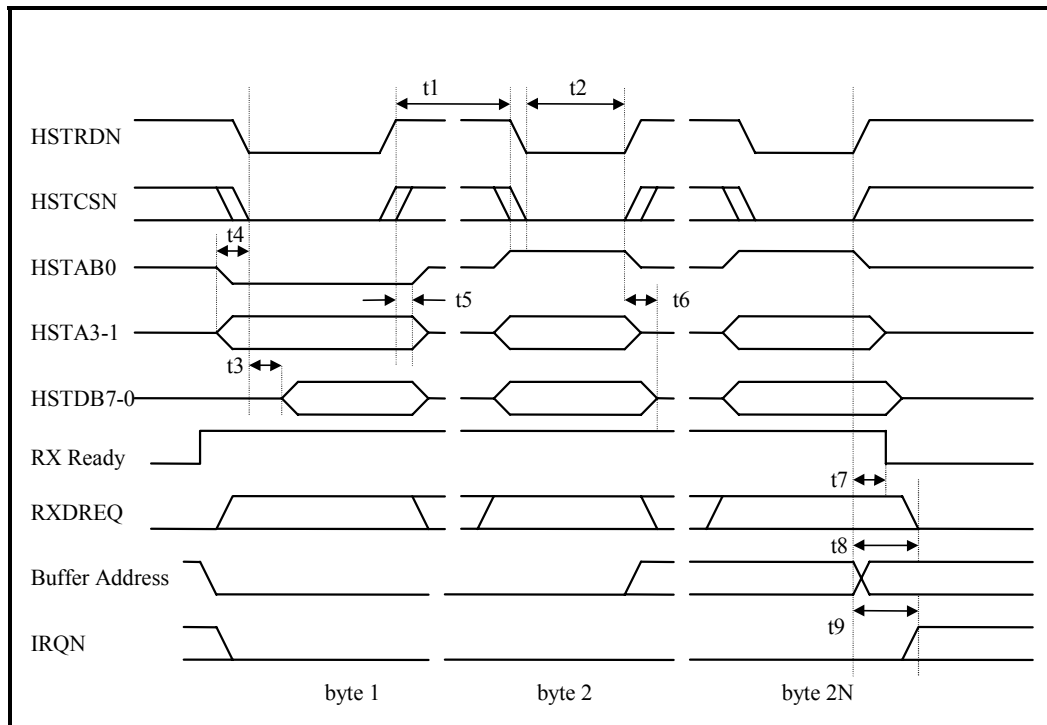 t1
t2
HSTRDN
HSTCSN
t4
HSTAB0
t5
t6
HSTA3-1
t3
HSTDB7-0
RX Ready
t7
RXDREQ
t8
Buffer Address
t9
IRQN
byte 1
byte 2
byte 2N